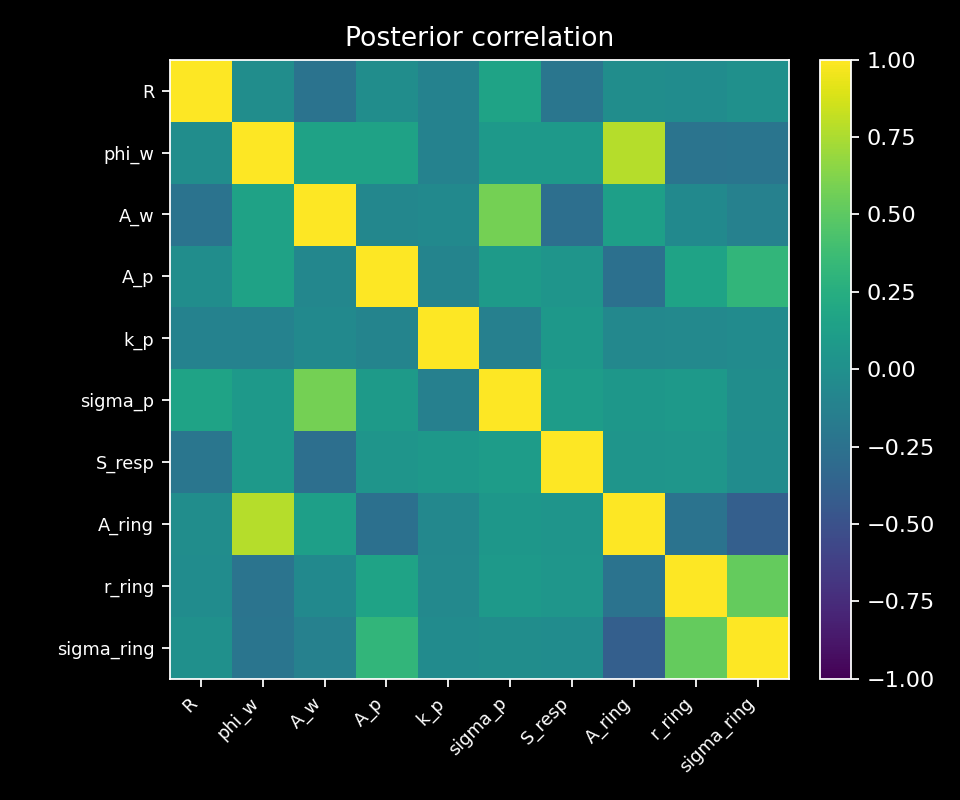 Posterior correlation
R
phi_w
A_w
A_p
k_p
sigma_p
S_resp
A_ring
r_ring
sigma_ring
R
phi_w
A_w
A_p
k_p
sigma_p
S_resp
A_ring
r_ring
sigma_ring
1.00
0.75
0.50
0.25
0.00
−0.25
−0.50
−0.75
−1.00